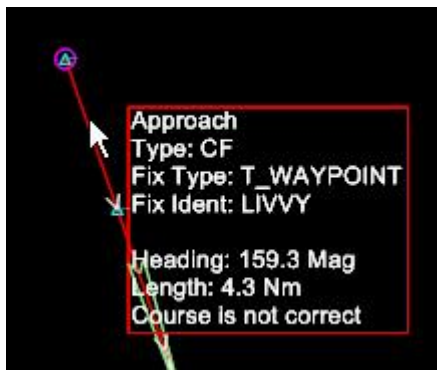 Approach
Type: CF
Fix Type: T_WAYPOINT
Fix Ident: LIVVY
Heading: 159.3 Mag
Length: 4.3 Nm
Course is not correct